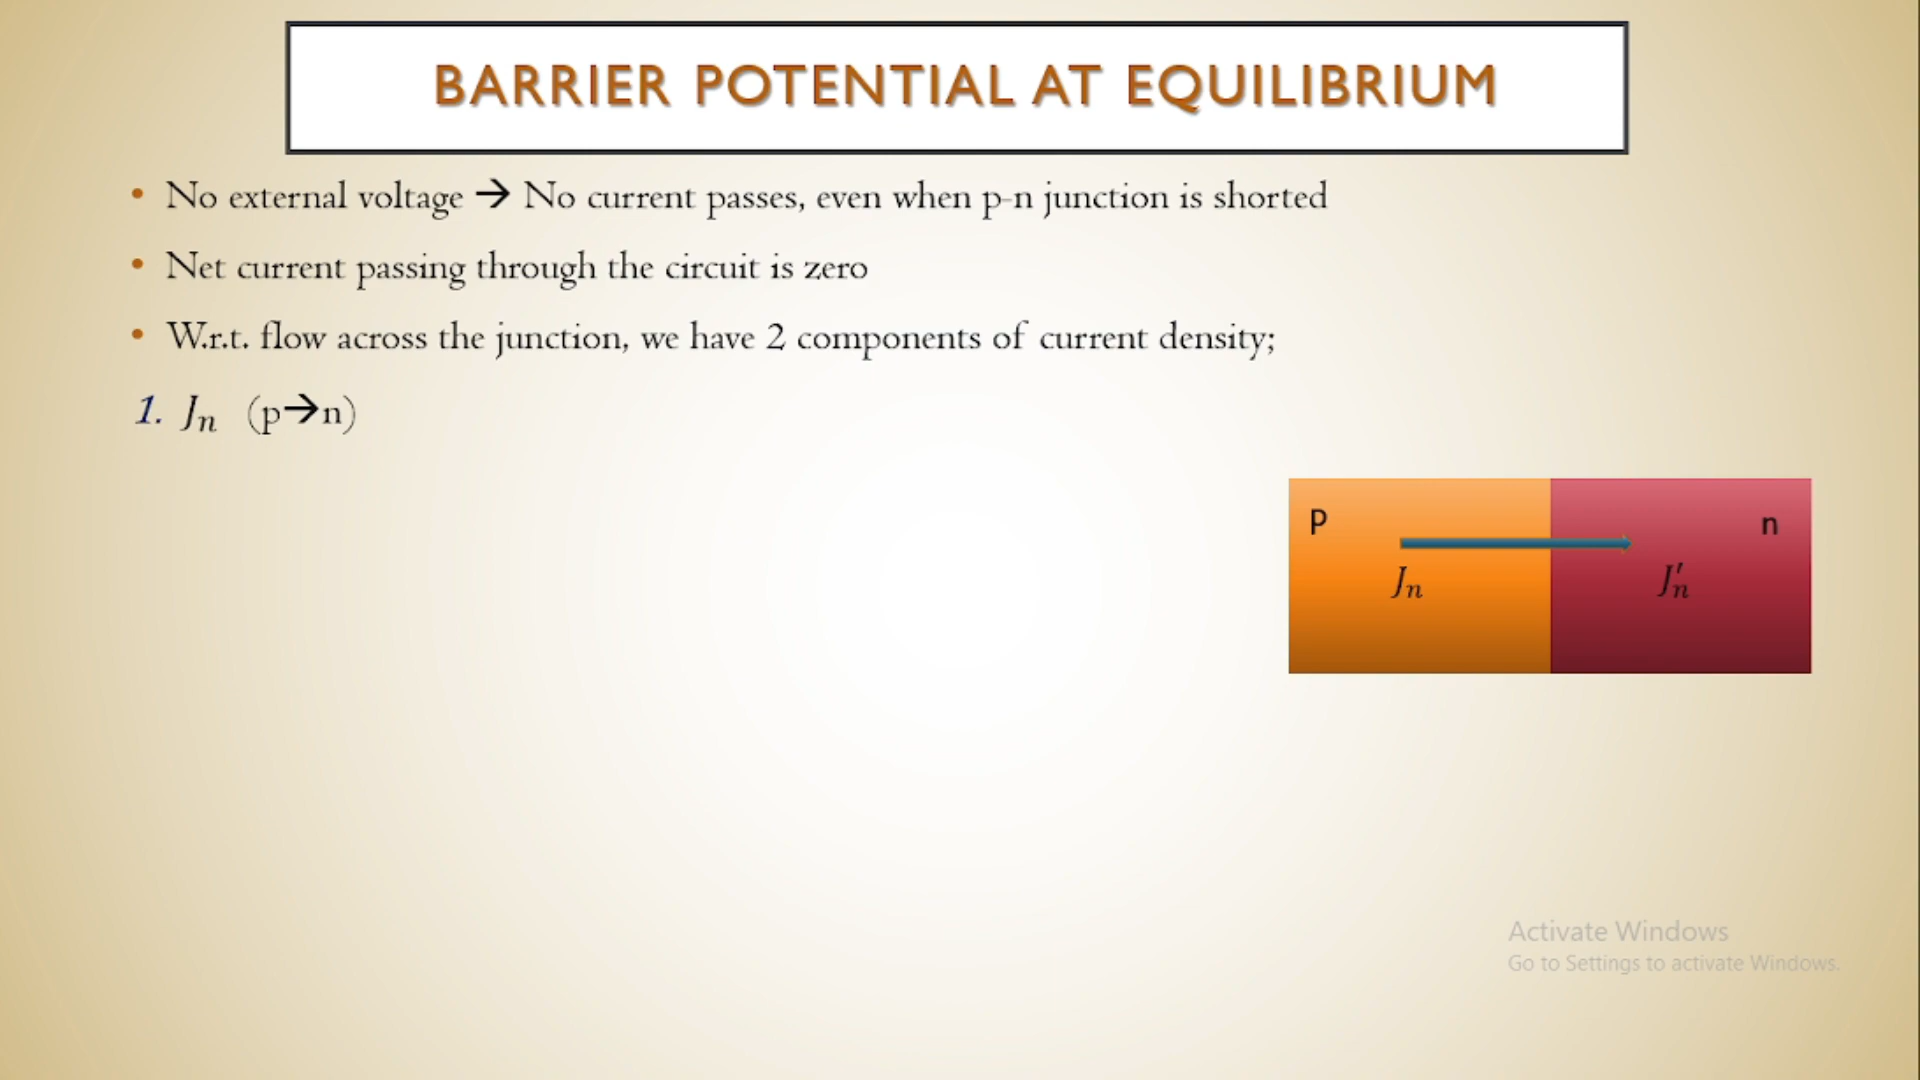 BARRIER POTENTIAL AT EQUILIBRIUM
• No external voltage → No current passes, even when p-n junction is shorted
• Net current passing through the circuit is zero
• W.r.t. flow across the junction, we have 2 components of current density;
1. Jₙ (p→n)
p n
Jₙ J′ₙ
Activate Windows
Go to Settings to activate Windows.